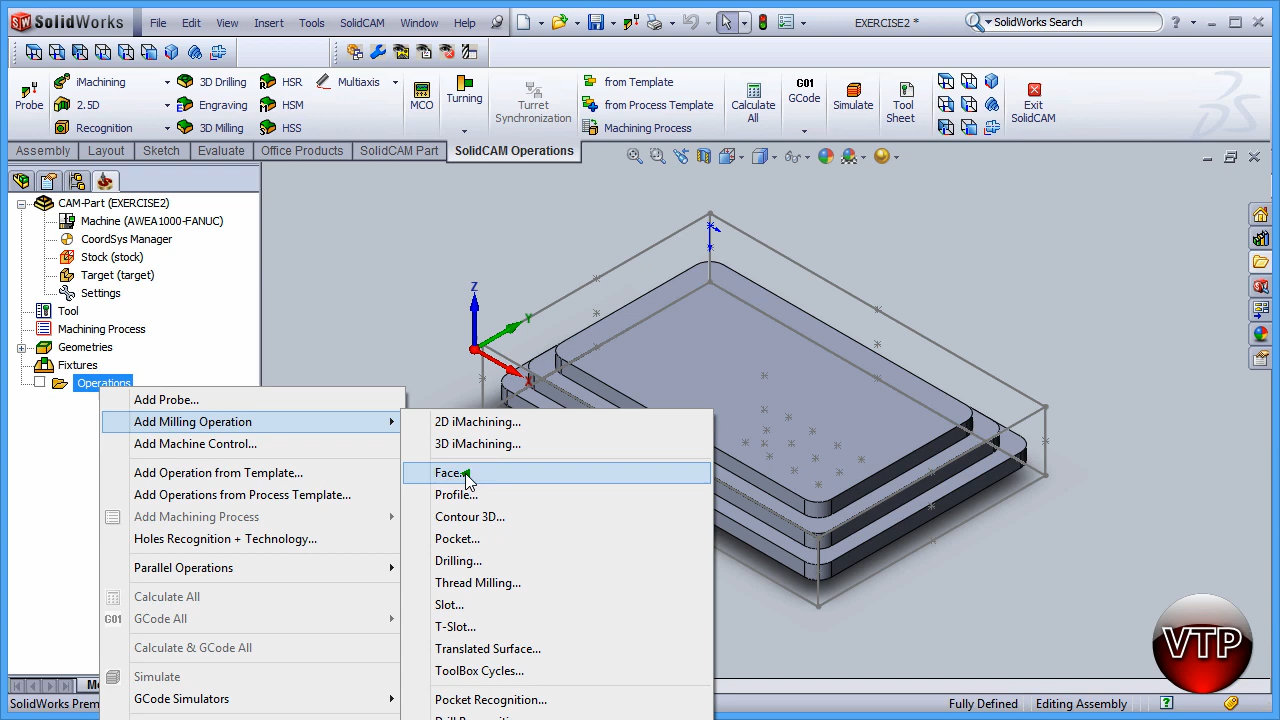 SW SOLIDWORKS File Edit View Insert Tools SolidCAM Window Help EXERCISE2 * SolidWorks Search
Probe
iMachining
2.5D
Recognition
3D Drilling
Engraving
3D Milling
HSR
HSM
HSS
Multiaxis
MCO
Turning
Turret
Synchronization
from Template
from Process Template
Machining Process
Calculate
All
G01
GCode
Simulate
Tool
Sheet
Exit
SolidCAM
Assembly Layout Sketch Evaluate Office Products SolidCAM Part SolidCAM Operations
CAM-Part (EXERCISE2)
Machine (AWEA1000-FANUC)
CoordSys Manager
Stock (stock)
Target (target)
Settings
Tool
Machining Process
Geometries
Fixtures
Operations
Add Probe...
Add Milling Operation
Add Machine Control...
Add Operation from Template...
Add Operations from Process Template...
Add Machining Process
Holes Recognition + Technology...
Parallel Operations
Calculate All
G01 GCode All
Calculate & GCode All
Simulate
GCode Simulators
2D iMachining...
3D iMachining...
Face...
Profile...
Contour 3D...
Pocket...
Drilling...
Thread Milling...
Slot...
T-Slot...
Translated Surface...
ToolBox Cycles...
Pocket Recognition...
Z
Y
X
VTP
SolidWorks Prem
Fully Defined Editing Assembly